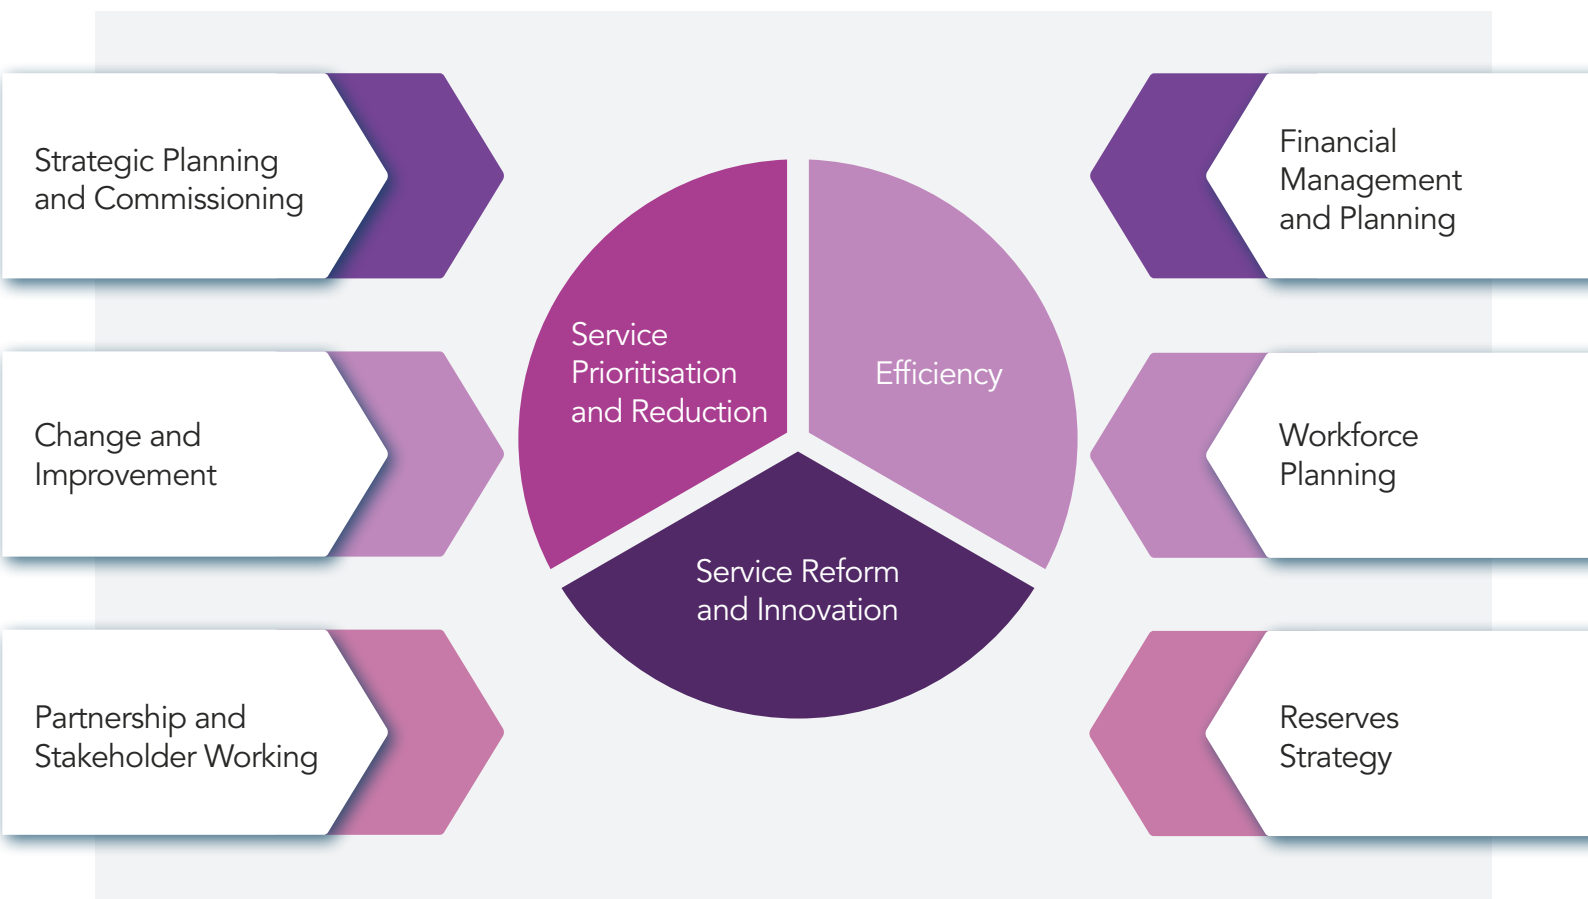 Strategic Planning
and Commissioning
Change and
Improvement
Partnership and
Stakeholder Working
Service
Prioritisation
and Reduction
Efficiency
Service Reform
and Innovation
Financial
Management
and Planning
Workforce
Planning
Reserves
Strategy